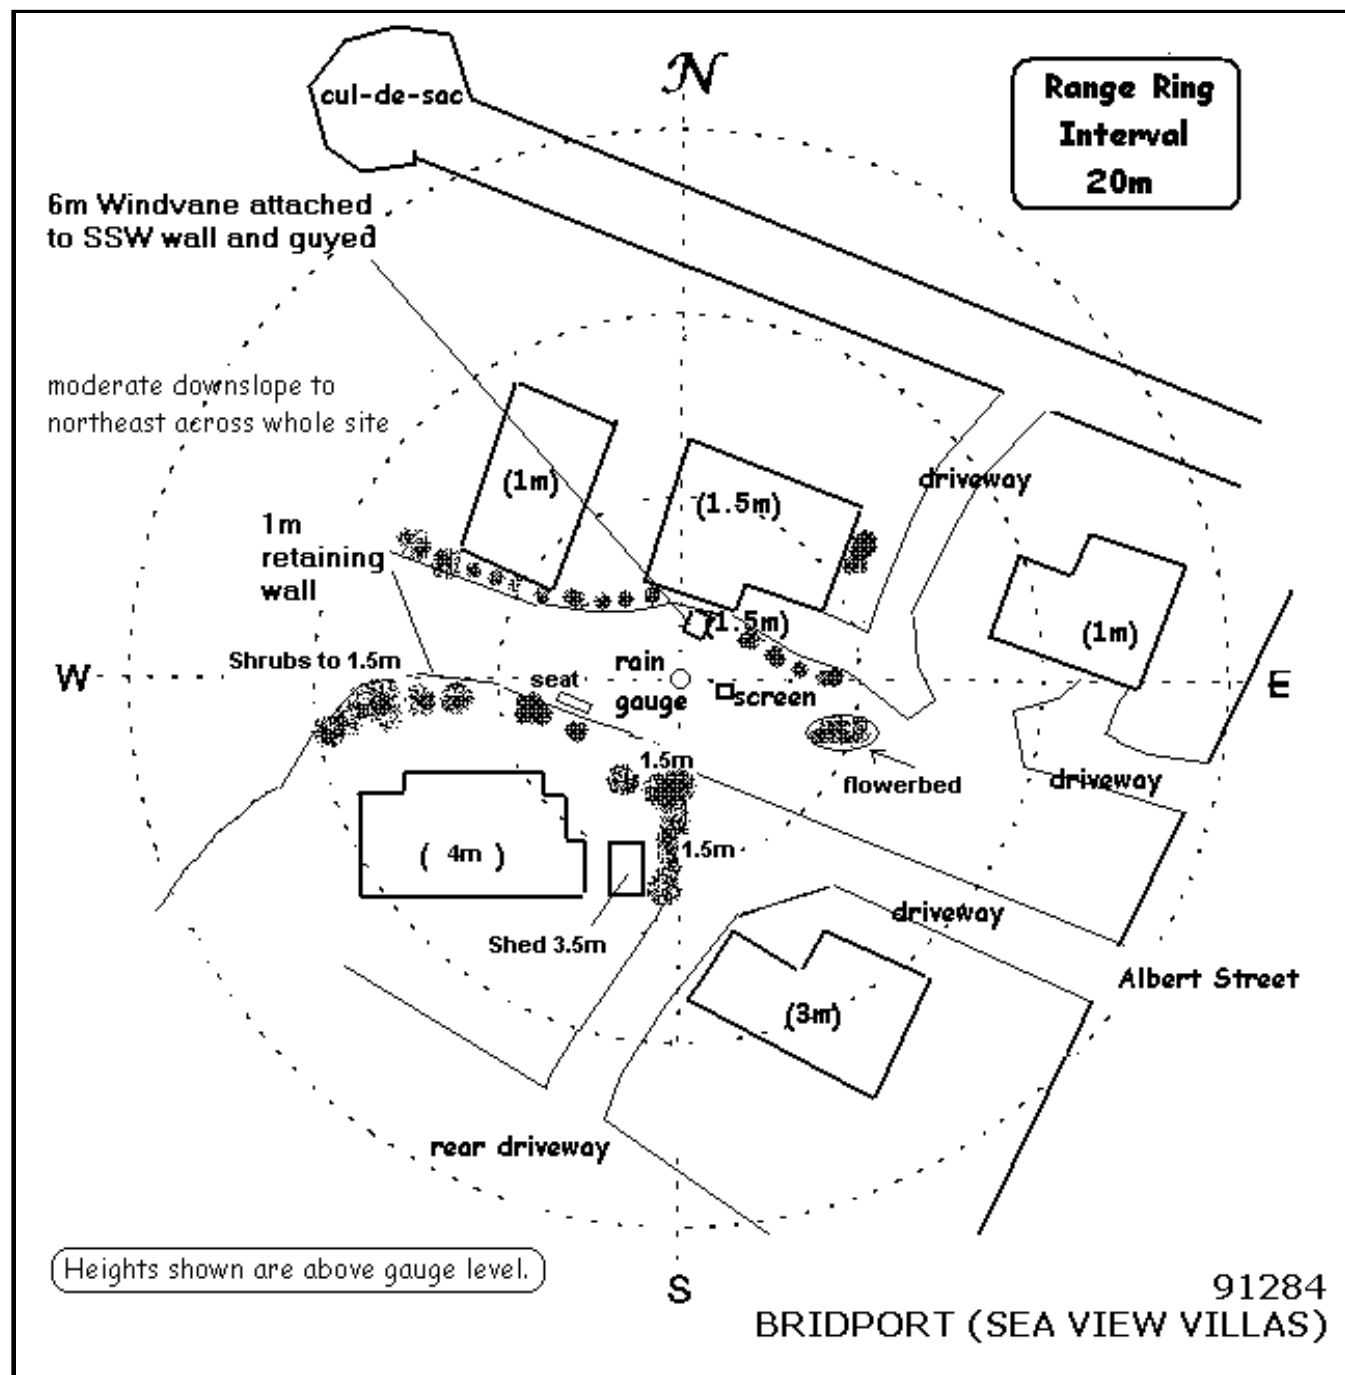 N
cul-de-sac
Range Ring
Interval
20m
6m Windvane attached
to SSW wall and guyed
moderate downslope to
northeast across whole site
(1m)
(1.5m)
driveway
1m
retaining
wall
(1.5m)
(1m)
Shrubs to 1.5m
W
seat
rain
gauge
screen
E
1.5m
flowerbed
driveway
( 4m )
1.5m
driveway
Shed 3.5m
Albert Street
(3m)
rear driveway
Heights shown are above gauge level.
S
91284
BRIDPORT (SEA VIEW VILLAS)